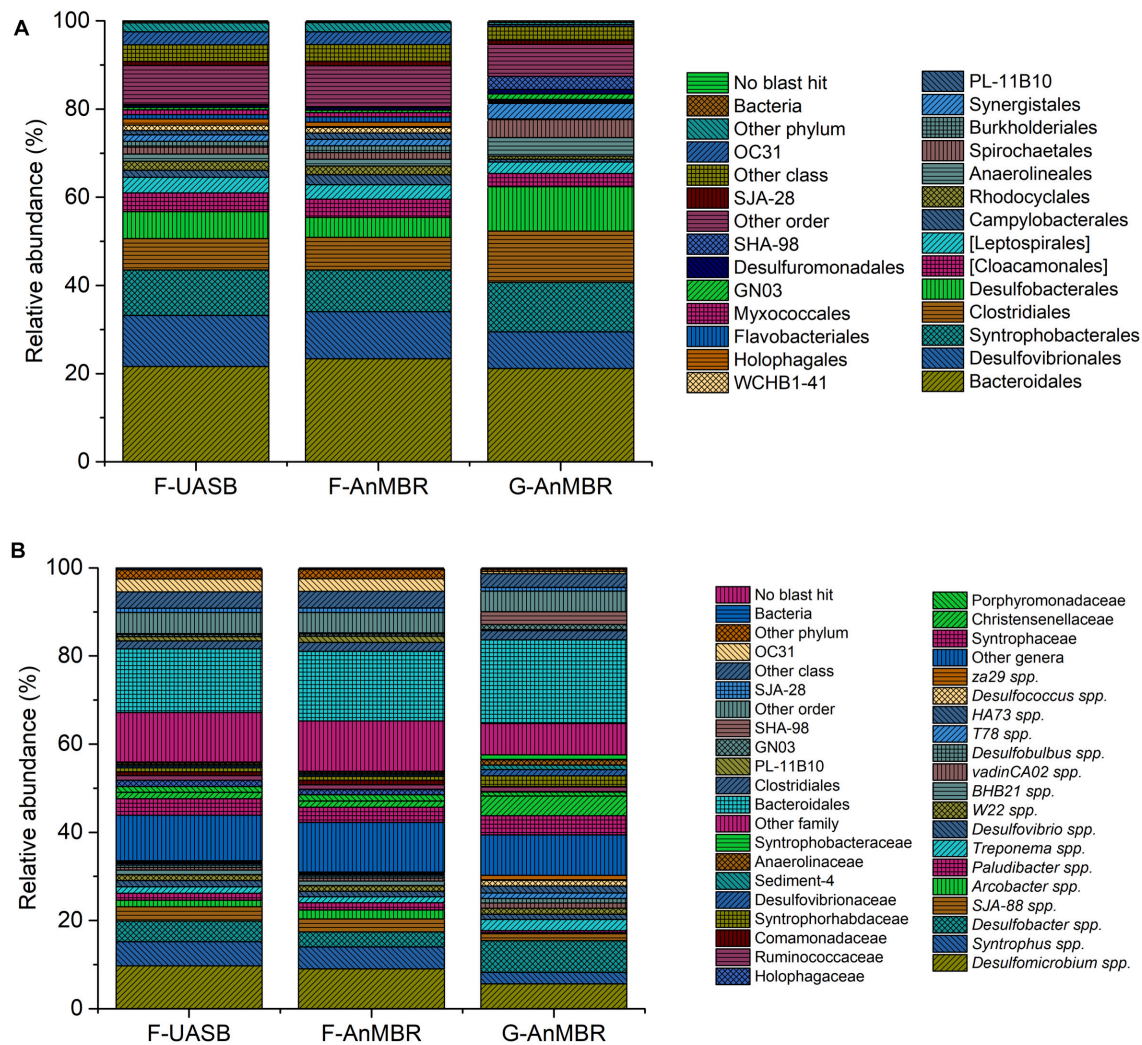 A
Relative abundance (%)
100
80
60
40
20
0
F-UASB
F-AnMBR
G-AnMBR
No blast hit
Bacteria
Other phylum
OC31
Other class
SJA-28
Other order
SHA-98
Desulfuromonadales
GN03
Myxococcales
Flavobacteriales
Holophagales
WCHB1-41
PL-11B10
Synergistales
Burkholderiales
Spirochaetales
Anaerolineales
Rhodocyclales
Campylobacterales
[Leptospirales]
[Cloacamonales]
Desulfobacterales
Clostridiales
Syntrophobacterales
Desulfovibrionales
Bacteroidales
B
Relative abundance (%)
100
80
60
40
20
0
F-UASB
F-AnMBR
G-AnMBR
No blast hit
Bacteria
Other phylum
OC31
Other class
SJA-28
Other order
SHA-98
GN03
PL-11B10
Clostridiales
Bacteroidales
Other family
Syntrophobacteraceae
Anaerolinaceae
Sediment-4
Desulfovibrionaceae
Syntrophorhabdaceae
Comamonadaceae
Ruminococcaceae
Holophagaceae
Porphyromonadaceae
Christensenellaceae
Syntrophaceae
Other genera
za29 spp.
Desulfococcus spp.
HA73 spp.
T78 spp.
Desulfobulbus spp.
vadinCA02 spp.
BHB21 spp.
W22 spp.
Desulfovibrio spp.
Treponema spp.
Paludibacter spp.
Arcobacter spp.
SJA-88 spp.
Desulfobacter spp.
Syntrophus spp.
Desulfomicrobium spp.